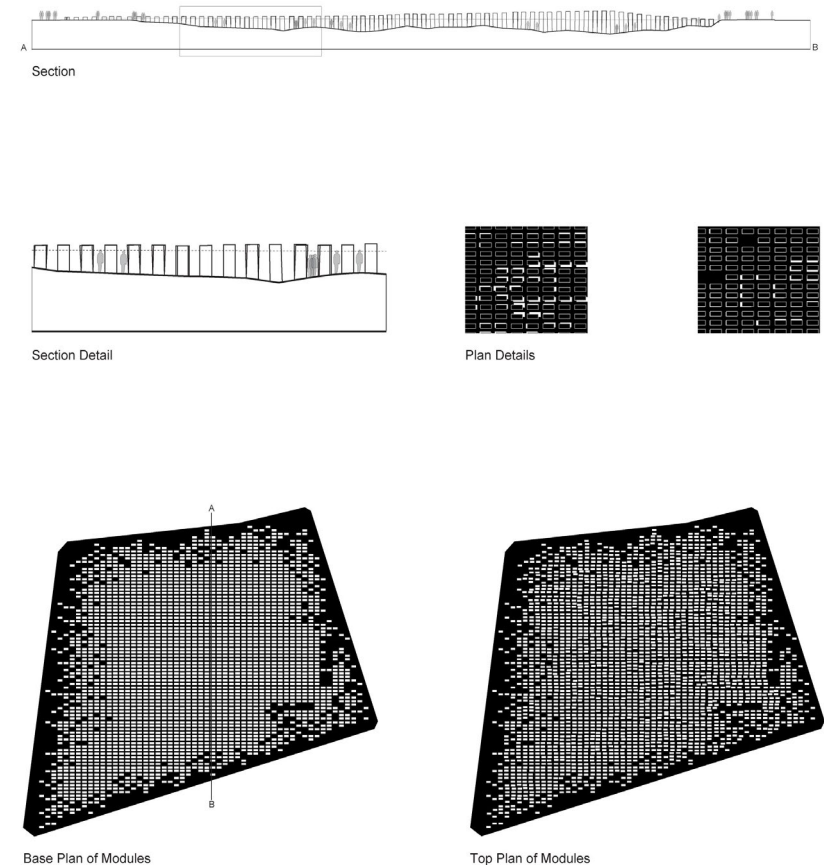 A
B
Section
Section Detail
Plan Details
A
B
Base Plan of Modules
Top Plan of Modules